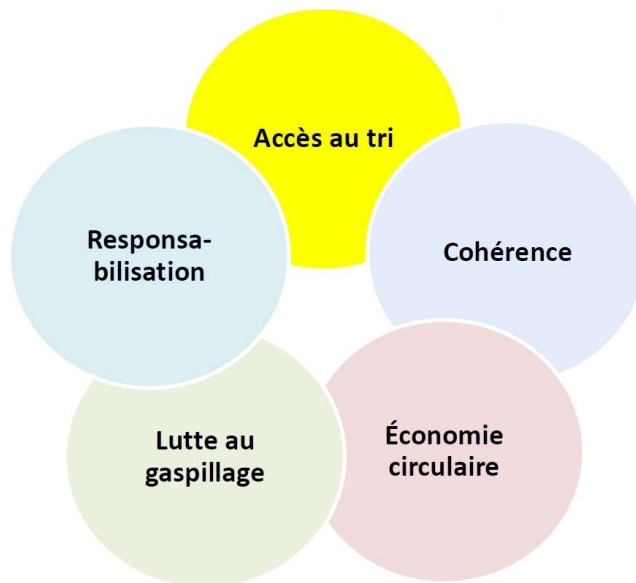 Accès au tri
Cohérence
Économie
circulaire
Lutte au
gaspillage
Responsa-
bilisation